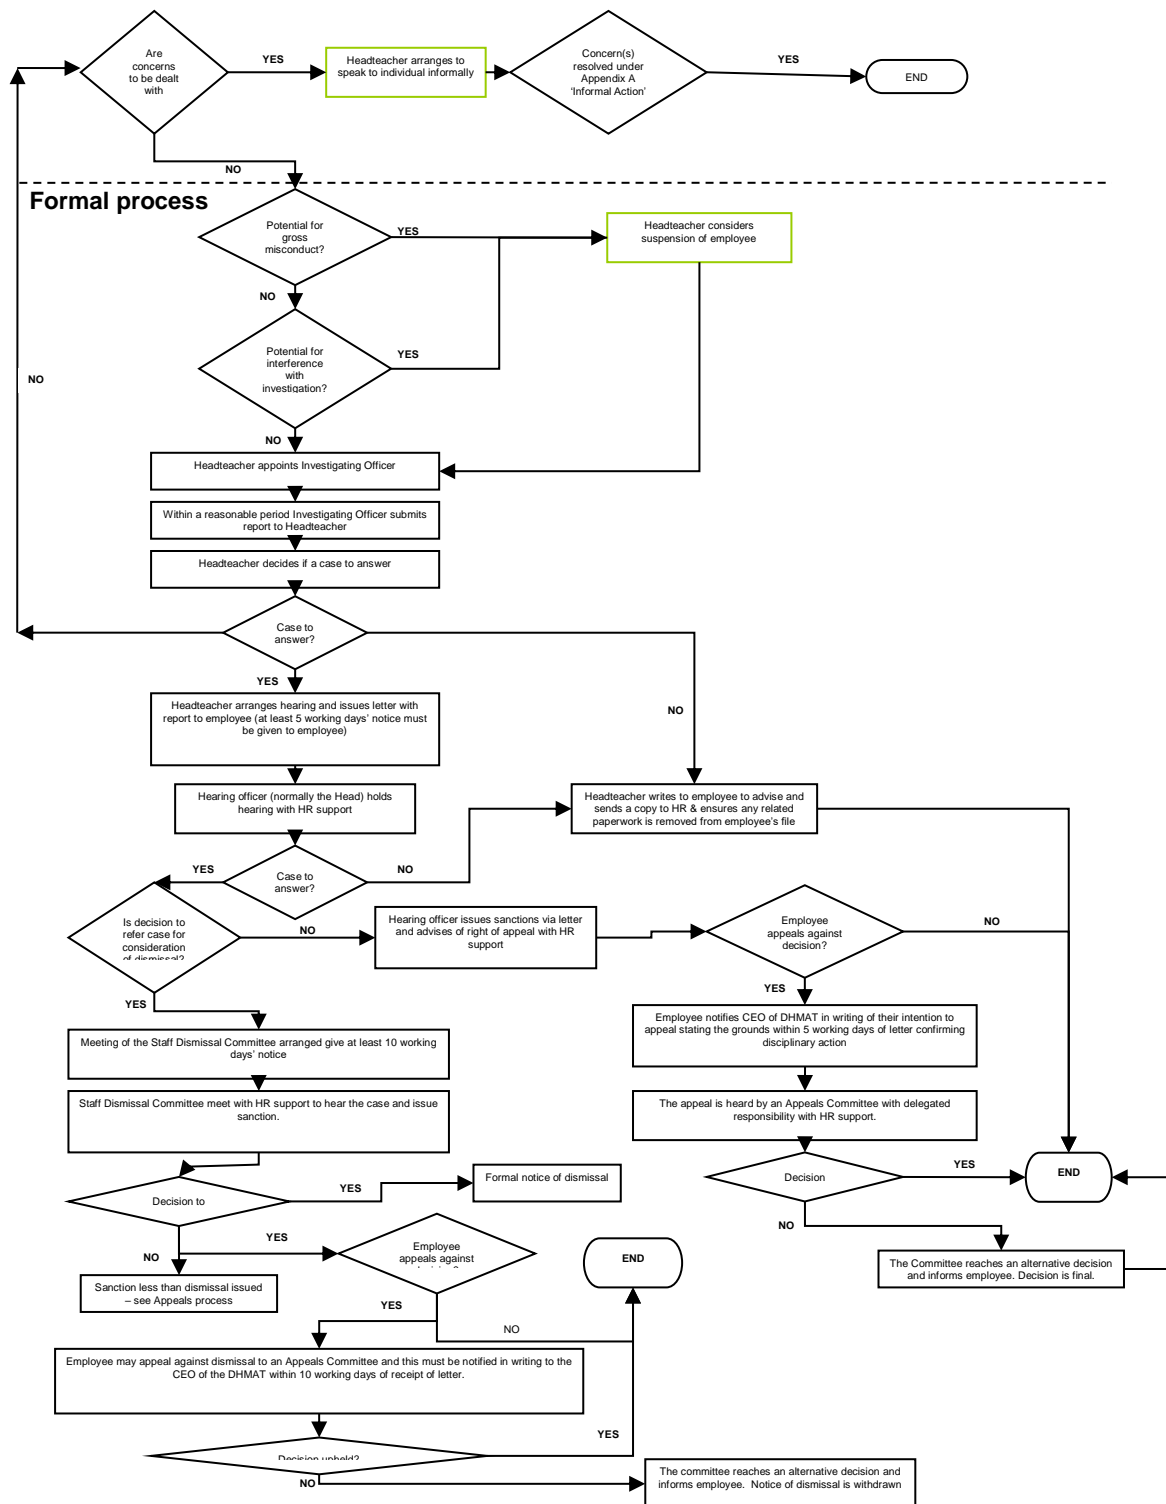 Are
concerns
to be dealt
with
YES
Headteacher arranges to
speak to individual informally
Concern(s)
resolved under
Appendix A
‘Informal Action’
YES
END
NO
Formal process
Potential for
gross
misconduct?
YES
Headteacher considers
suspension of employee
NO
Potential for
interference
with
investigation?
YES
NO
NO
Headteacher appoints Investigating Officer
Within a reasonable period Investigating Officer submits
report to Headteacher
Headteacher decides if a case to answer
Case to
answer?
YES
NO
Headteacher arranges hearing and issues letter with
report to employee (at least 5 working days’ notice must
be given to employee)
Hearing officer (normally the Head) holds
hearing with HR support
Headteacher writes to employee to advise and
sends a copy to HR & ensures any related
paperwork is removed from employee’s file
YES
Case to
answer?
NO
Is decision to
refer case for
consideration
of dismissal?
NO
Hearing officer issues sanctions via letter
and advises of right of appeal with HR
support
Employee
appeals against
decision?
NO
YES
YES
Employee notifies CEO of DHMAT in writing of their intention to
appeal stating the grounds within 5 working days of letter confirming
disciplinary action
Meeting of the Staff Dismissal Committee arranged give at least 10 working
days’ notice
Staff Dismissal Committee meet with HR support to hear the case and issue
sanction.
The appeal is heard by an Appeals Committee with delegated
responsibility with HR support.
Decision to
YES
Formal notice of dismissal
Decision
YES
END
NO
YES
NO
Employee
appeals against
END
The Committee reaches an alternative decision
and informs employee. Decision is final.
Sanction less than dismissal issued
– see Appeals process
YES
NO
Employee may appeal against dismissal to an Appeals Committee and this must be notified in writing to the
CEO of the DHMAT within 10 working days of receipt of letter.
YES
Decision upheld?
NO
The committee reaches an alternative decision and
informs employee.  Notice of dismissal is withdrawn